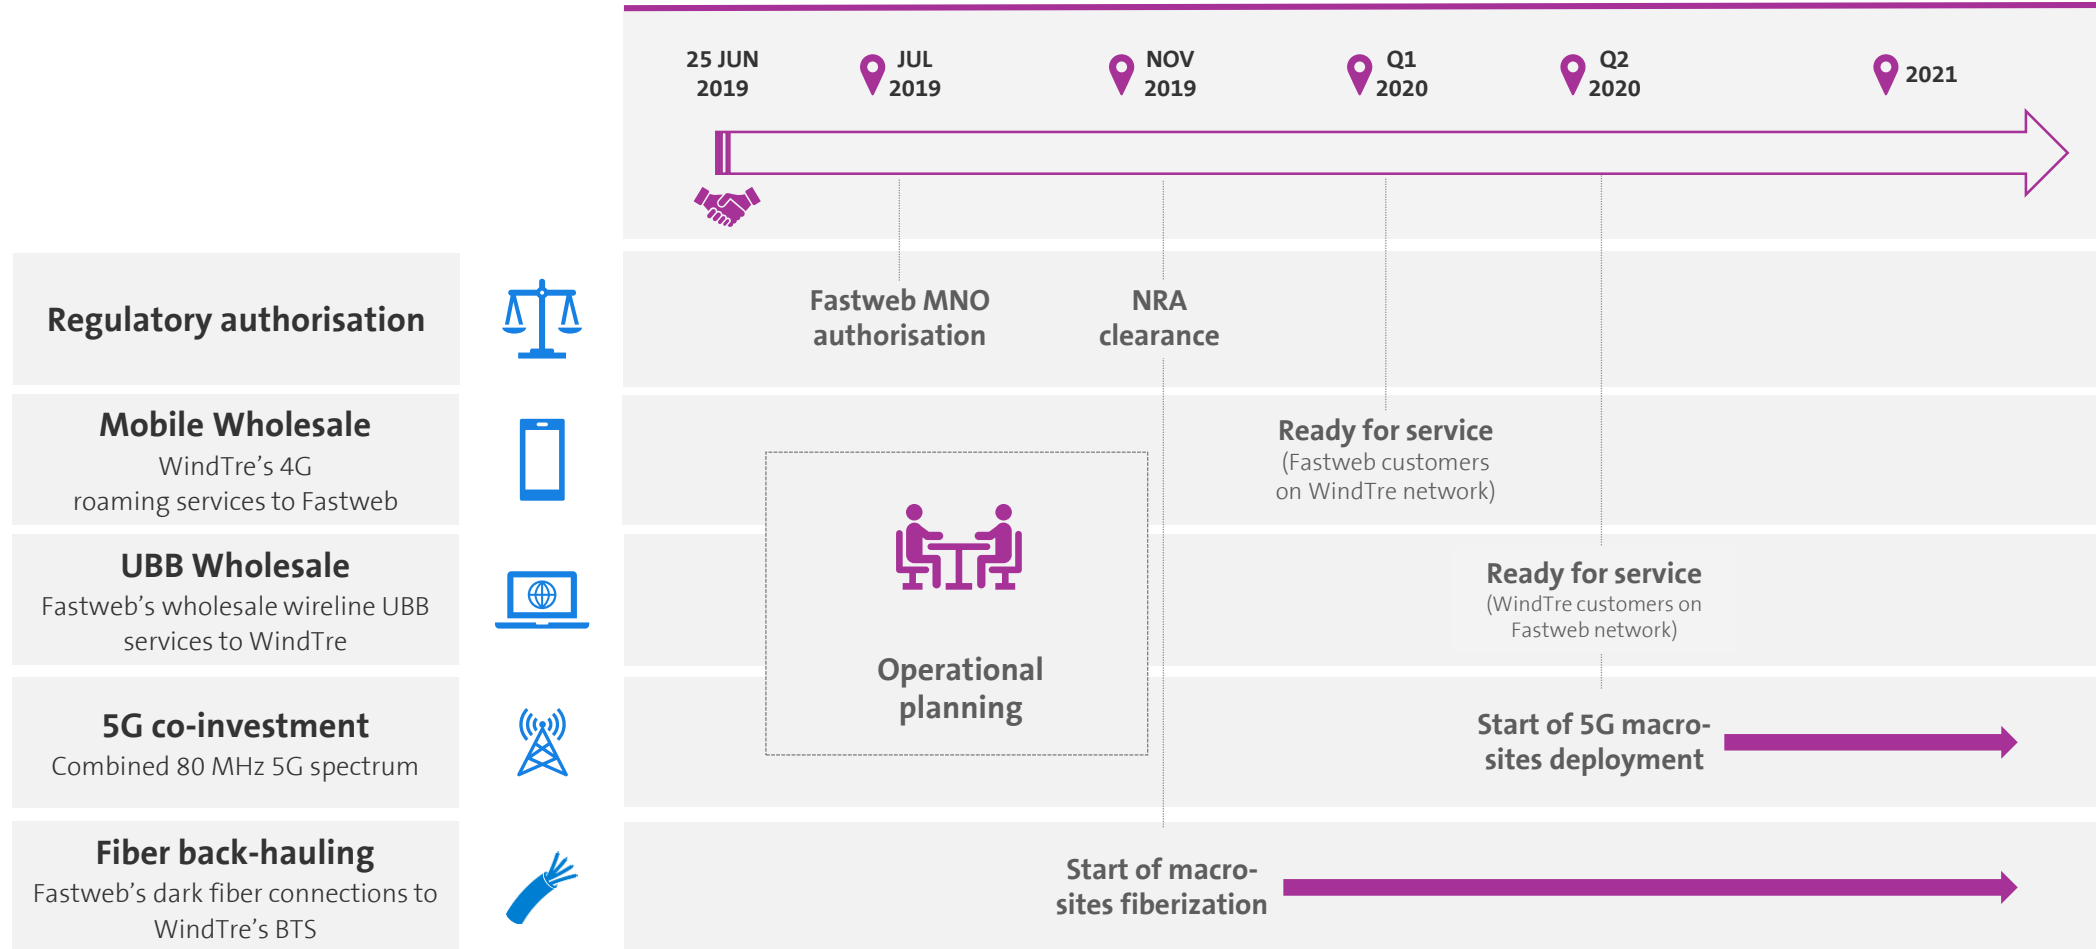 25 JUN
2019
JUL
2019
NOV
2019
Q1
2020
Q2
2020
2021
Regulatory authorisation
Fastweb MNO
authorisation
NRA
clearance
Mobile Wholesale
WindTre’s 4G
roaming services to Fastweb
Ready for service
(Fastweb customers
on WindTre network)
UBB Wholesale
Fastweb’s wholesale wireline UBB
services to WindTre
Ready for service
(WindTre customers on
Fastweb network)
Operational
planning
5G co-investment
Combined 80 MHz 5G spectrum
Start of 5G macro-
sites deployment
Fiber back-hauling
Fastweb’s dark fiber connections to
WindTre’s BTS
Start of macro-
sites fiberization